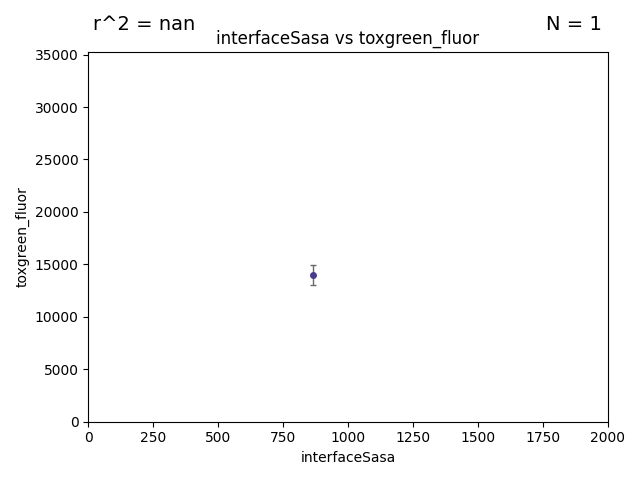 r^2 = nan
N = 1
interfaceSasa vs toxgreen_fluor
35000
30000
25000
20000
15000
10000
5000
0
toxgreen_fluor
0 250 500 750 1000 1250 1500 1750 2000
interfaceSasa